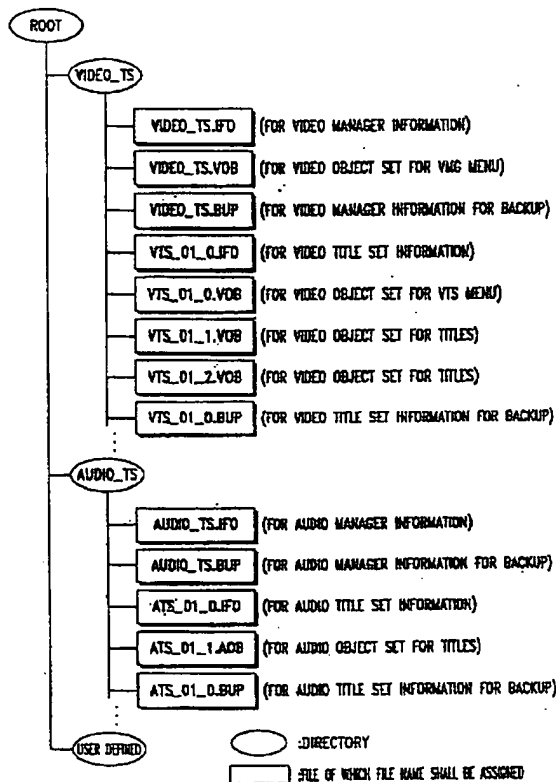 ROOT
VIDEO_TS
VIDEO_TS.IFO (FOR VIDEO MANAGER INFORMATION)
VIDEO_TS.VOB (FOR VIDEO OBJECT SET FOR VMG MENU)
VIDEO_TS.BUP (FOR VIDEO MANAGER INFORMATION FOR BACKUP)
VTS_01_0.IFO (FOR VIDEO TITLE SET INFORMATION)
VTS_01_0.VOB (FOR VIDEO OBJECT SET FOR VTS MENU)
VTS_01_1.VOB (FOR VIDEO OBJECT SET FOR TITLES)
VTS_01_2.VOB (FOR VIDEO OBJECT SET FOR TITLES)
VTS_01_0.BUP (FOR VIDEO TITLE SET INFORMATION FOR BACKUP)
AUDIO_TS
AUDIO_TS.IFO (FOR AUDIO MANAGER INFORMATION)
AUDIO_TS.BUP (FOR AUDIO MANAGER INFORMATION FOR BACKUP)
ATS_01_0.IFO (FOR AUDIO TITLE SET INFORMATION)
ATS_01_1.AOB (FOR AUDIO OBJECT SET FOR TITLES)
ATS_01_0.BUP (FOR AUDIO TITLE SET INFORMATION FOR BACKUP)
USER DEFINED
:DIRECTORY
:FILE OF WHICH FILE NAME SHALL BE ASSIGNED